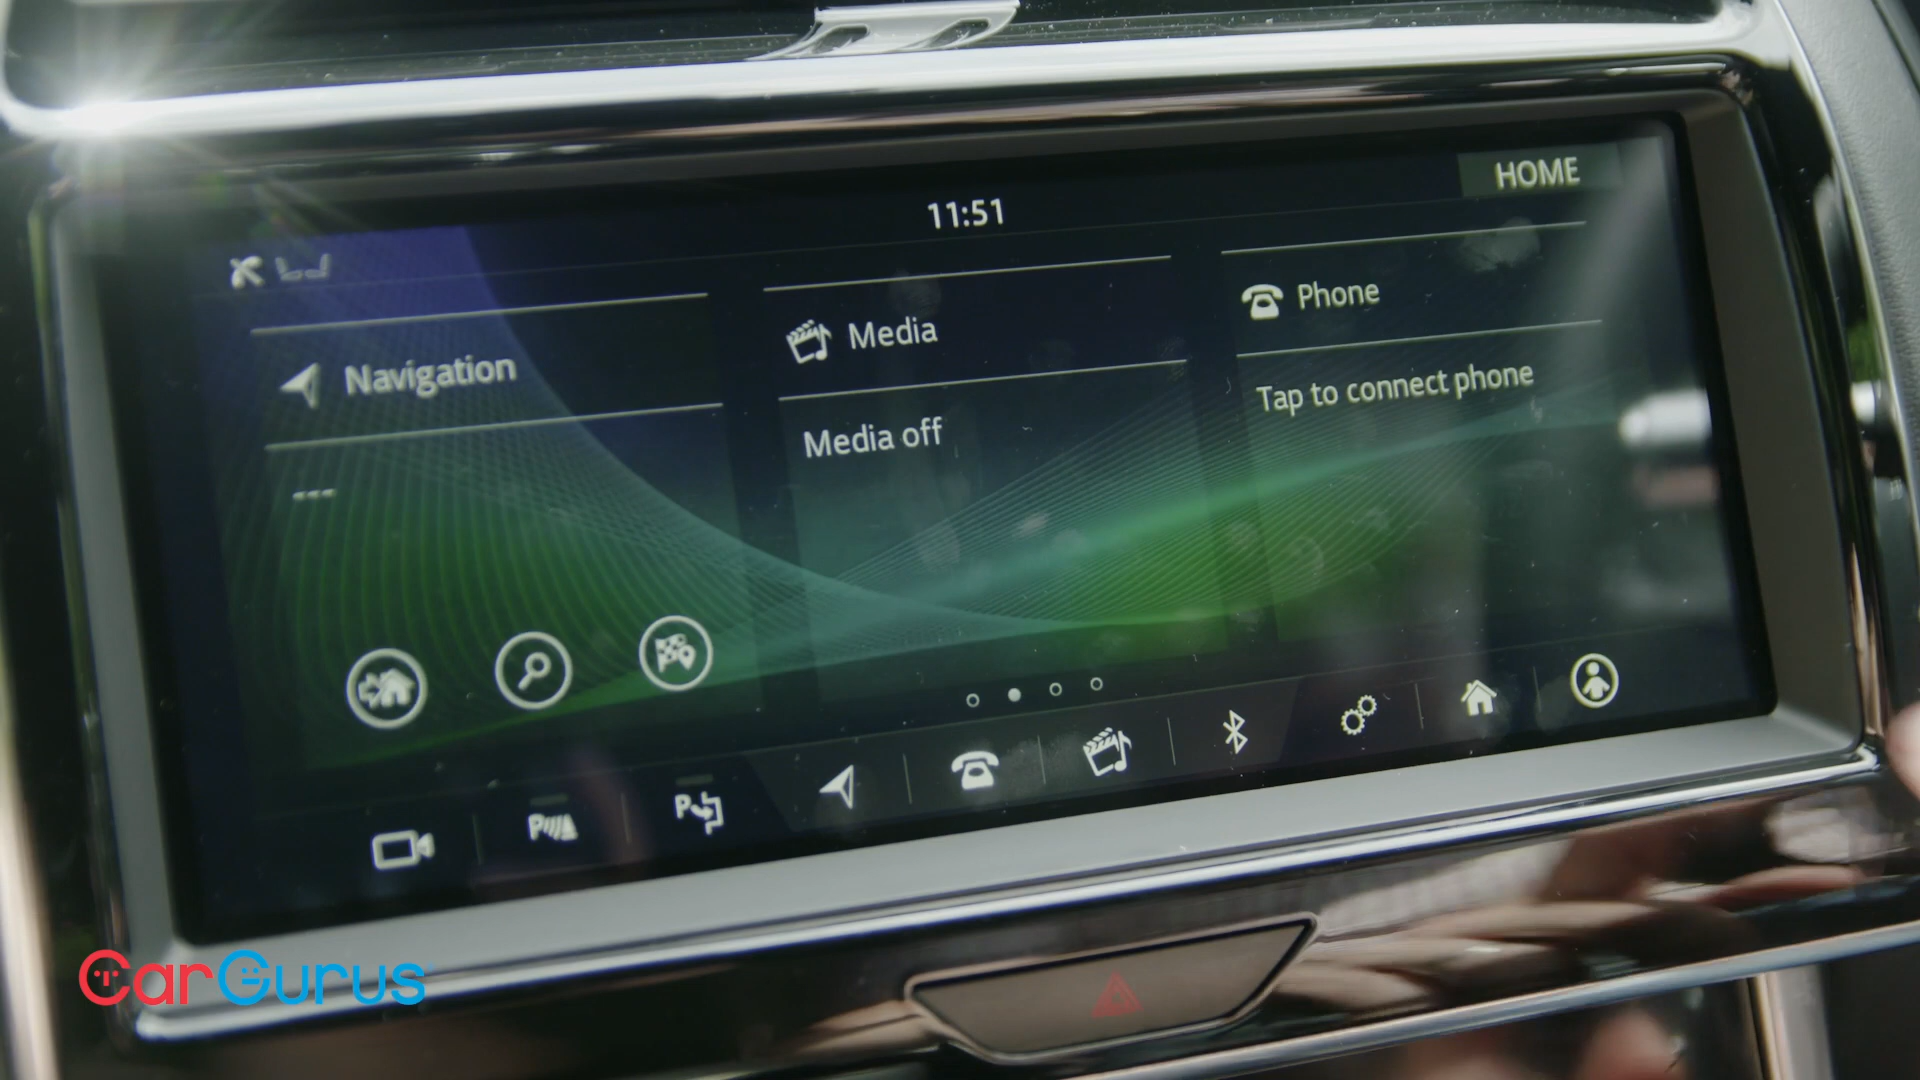 HOME
11:51
Navigation
---
Media
Media off
Phone
Tap to connect phone
P
P
CarGurus